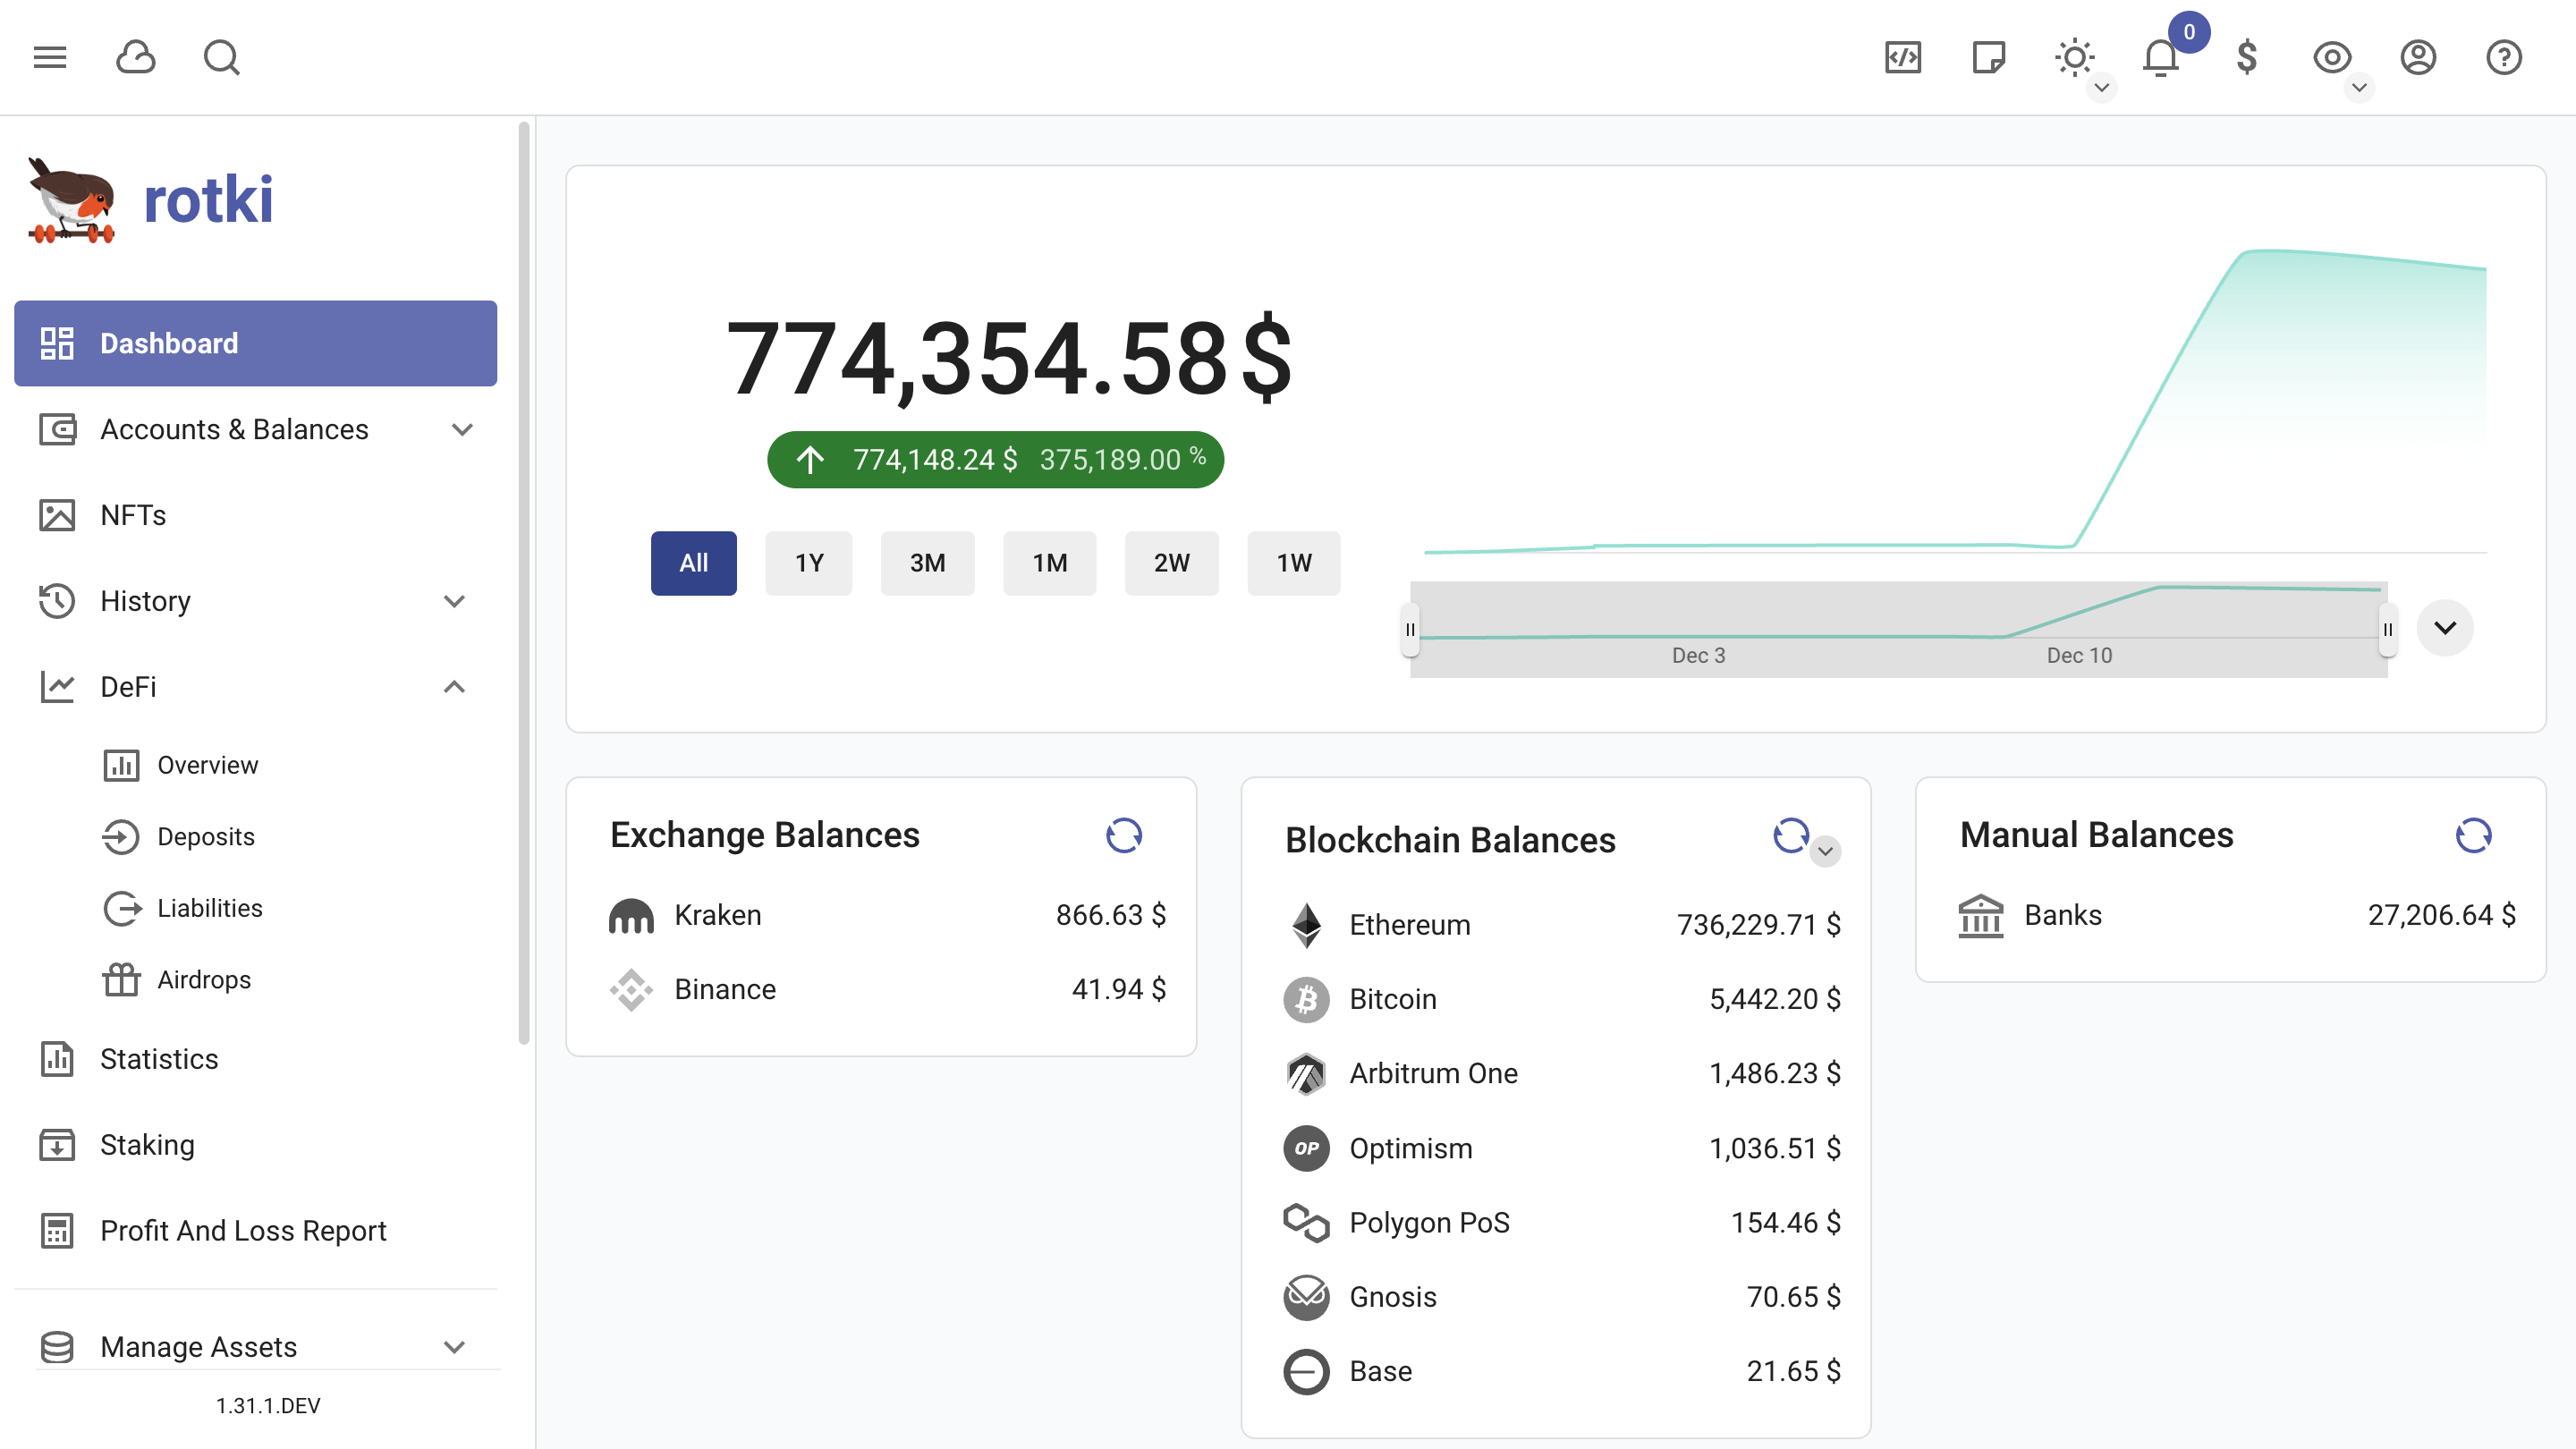 0
rotki
Dashboard
Accounts & Balances
NFTs
History
DeFi
Overview
Deposits
Liabilities
Airdrops
Statistics
Staking
Profit And Loss Report
Manage Assets
1.31.1.DEV
774,354.58 $
774,148.24 $ 375,189.00 %
All 1Y 3M 1M 2W 1W
Dec 3 Dec 10
Exchange Balances
Kraken 866.63 $
Binance 41.94 $
Blockchain Balances
Ethereum 736,229.71 $
Bitcoin 5,442.20 $
Arbitrum One 1,486.23 $
OP Optimism 1,036.51 $
Polygon PoS 154.46 $
Gnosis 70.65 $
Base 21.65 $
Manual Balances
Banks 27,206.64 $